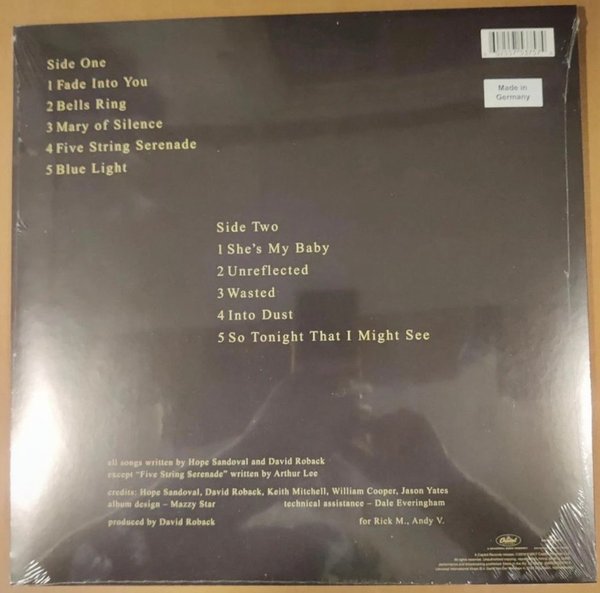 Side One
1 Fade Into You
2 Bells Ring
3 Mary of Silence
4 Five String Serenade
5 Blue Light
Made in
Germany
Side Two
1 She's My Baby
2 Unreflected
3 Wasted
4 Into Dust
5 So Tonight That I Might See
all songs written by Hope Sandoval and David Roback
except "Five String Serenade" written by Arthur Lee
credits: Hope Sandoval, David Roback, Keith Mitchell, William Cooper, Jason Yates
album design – Mazzy Star technical assistance – Dale Everingham
produced by David Roback for Rick M., Andy V.
Capitol